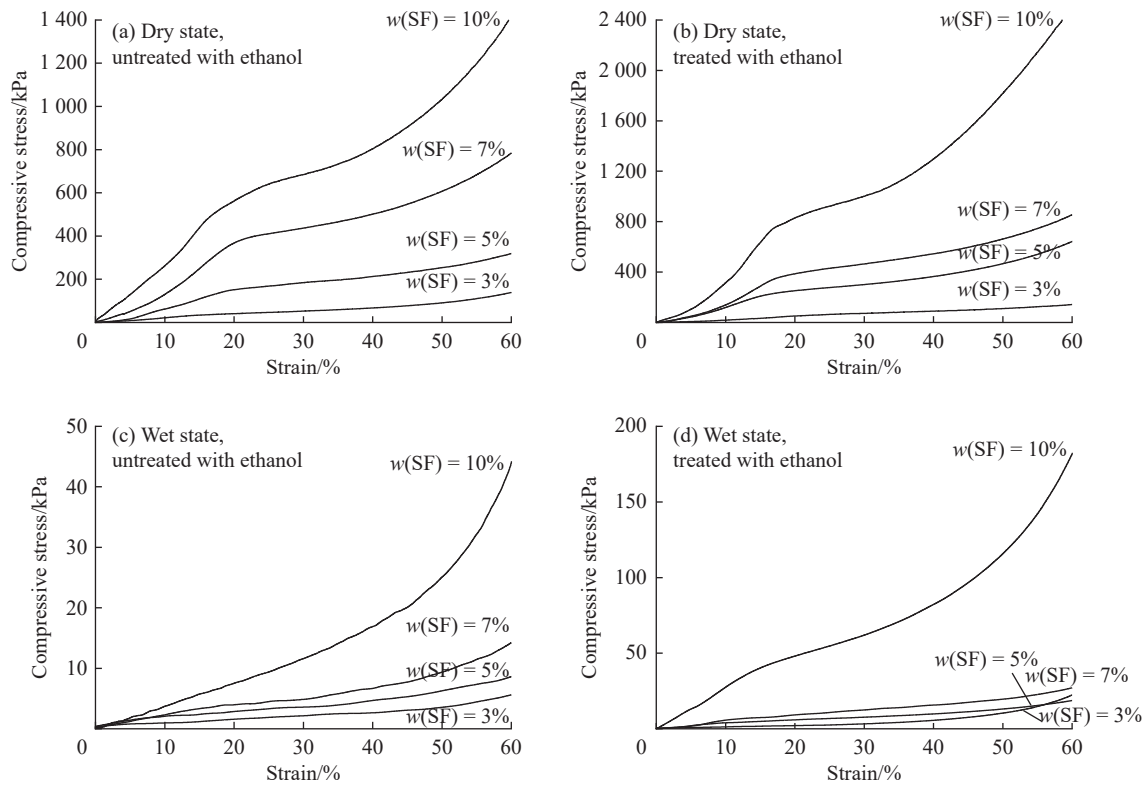 1 400
1 200
1 000
800
600
400
200
0
10
20
30
40
50
60
Compressive stress/kPa
Strain/%
(a) Dry state,
untreated with ethanol
w(SF) = 10%
w(SF) = 7%
w(SF) = 5%
w(SF) = 3%
2 400
2 000
1 600
1 200
800
400
0
10
20
30
40
50
60
Compressive stress/kPa
Strain/%
(b) Dry state,
treated with ethanol
w(SF) = 10%
w(SF) = 7%
w(SF) = 5%
w(SF) = 3%
50
40
30
20
10
0
10
20
30
40
50
60
Compressive stress/kPa
Strain/%
(c) Wet state,
untreated with ethanol
w(SF) = 10%
w(SF) = 7%
w(SF) = 5%
w(SF) = 3%
200
150
100
50
0
10
20
30
40
50
60
Compressive stress/kPa
Strain/%
(d) Wet state,
treated with ethanol
w(SF) = 10%
w(SF) = 5%
w(SF) = 7%
w(SF) = 3%